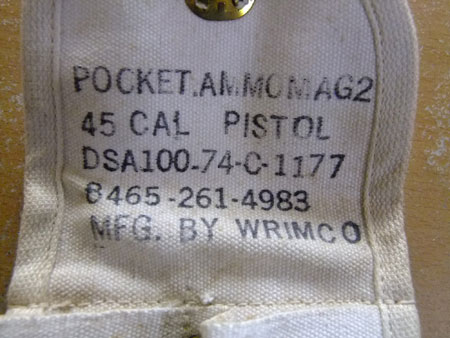 POCKET,AMMO MAG2
45 CAL PISTOL
DSA100-74-C-1177
8465-261-4983
MFG. BY WRIMCO